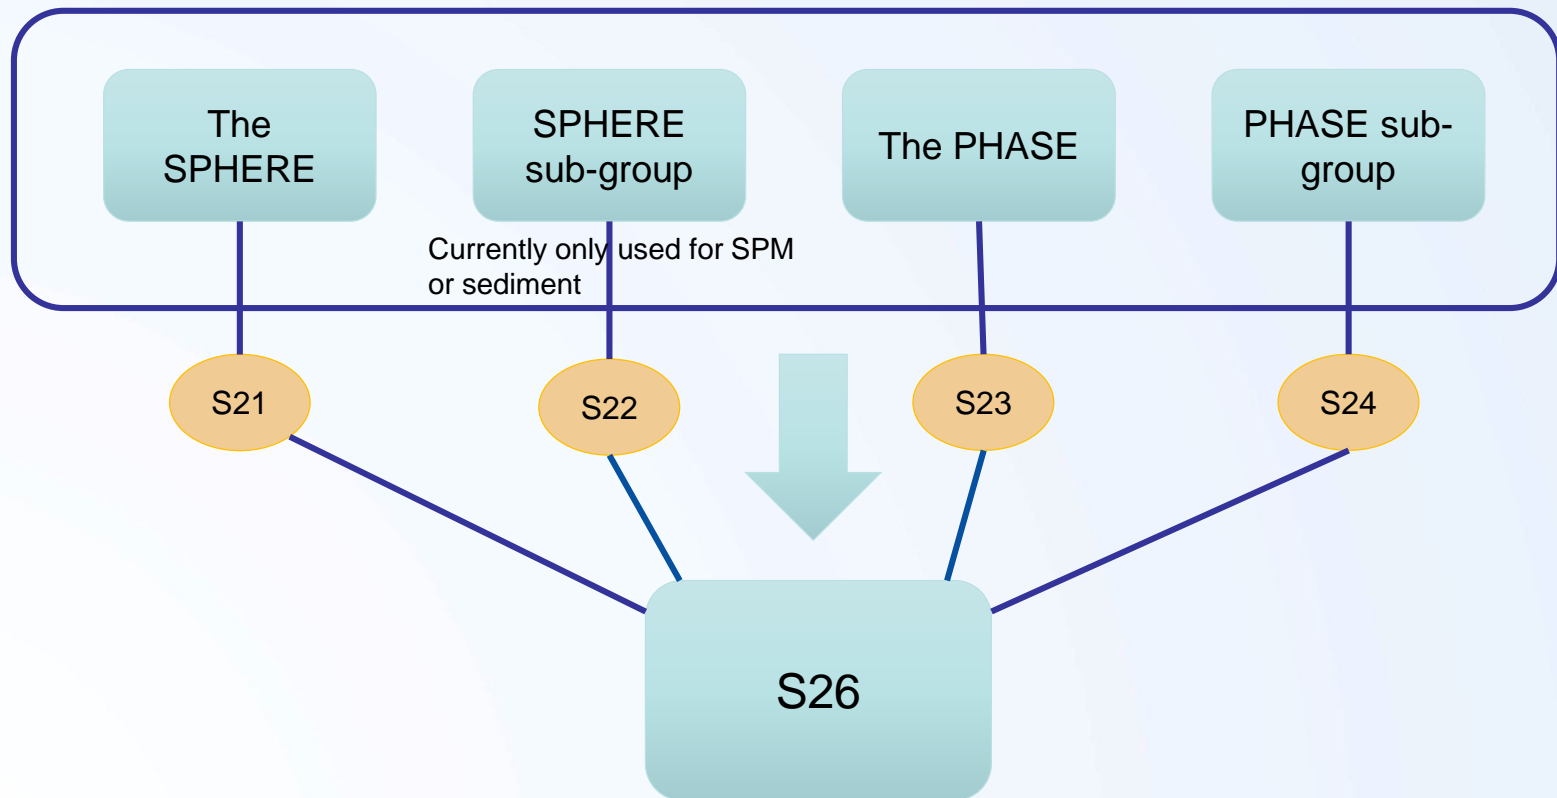 The
SPHERE
SPHERE
sub-group
The PHASE
PHASE sub-
group
Currently only used for SPM
or sediment
S21
S22
S23
S24
S26